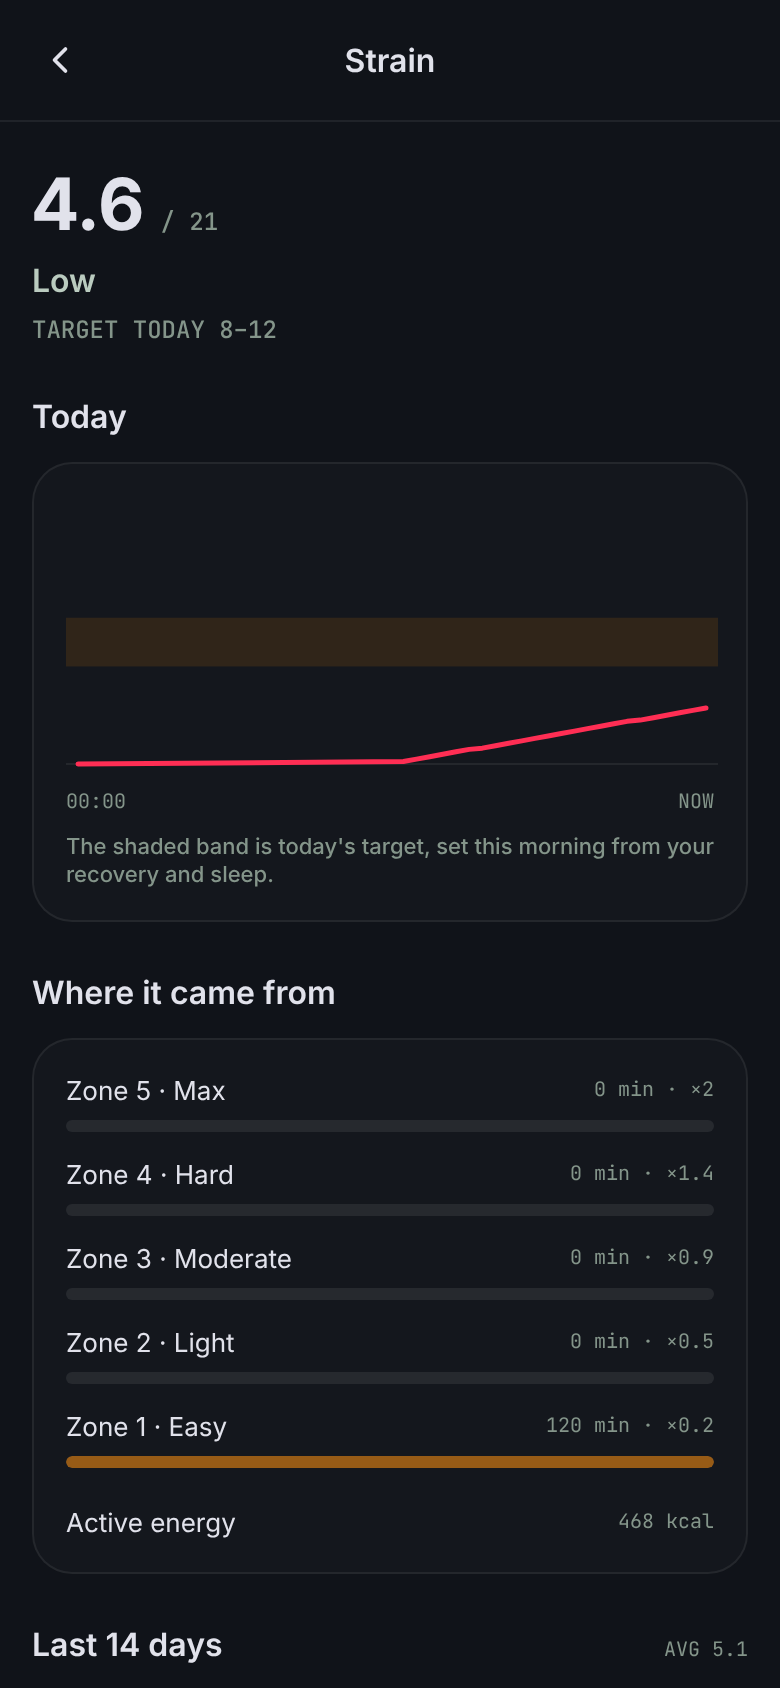 Strain
4.6 / 21
Low
TARGET TODAY 8–12
Today
00:00 NOW
The shaded band is today's target, set this morning from your
recovery and sleep.
Where it came from
Zone 5 · Max 0 min · ×2
Zone 4 · Hard 0 min · ×1.4
Zone 3 · Moderate 0 min · ×0.9
Zone 2 · Light 0 min · ×0.5
Zone 1 · Easy 120 min · ×0.2
Active energy 468 kcal
Last 14 days AVG 5.1